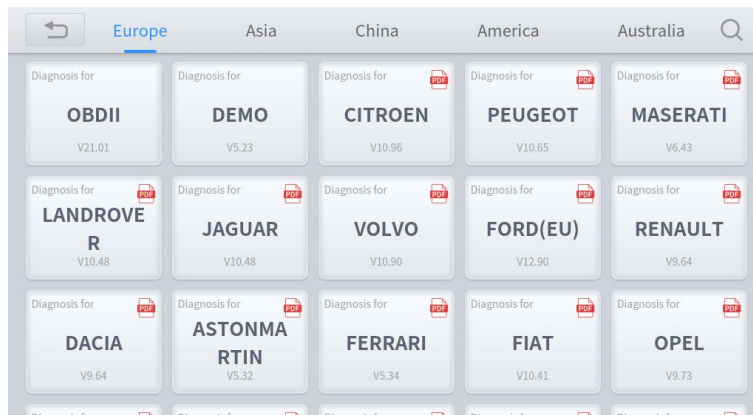 Europe Asia China America Australia
Diagnosis for Diagnosis for Diagnosis for PDF Diagnosis for PDF Diagnosis for PDF
OBDII DEMO CITROEN PEUGEOT MASERATI
V21.01 V5.23 V10.96 V10.65 V6.43
Diagnosis for PDF Diagnosis for PDF Diagnosis for PDF Diagnosis for PDF Diagnosis for PDF
LANDROVE
R JAGUAR VOLVO FORD(EU) RENAULT
V10.48 V10.48 V10.90 V12.90 V9.64
Diagnosis for PDF Diagnosis for PDF Diagnosis for PDF Diagnosis for PDF Diagnosis for PDF
DACIA ASTONMA
RTIN FERRARI FIAT OPEL
V9.64 V5.32 V5.34 V10.41 V9.73